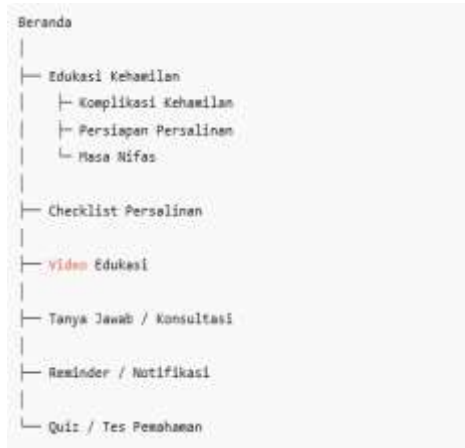 Beranda
Edukasi Kehamilan
Komplikasi Kehamilan
Persiapan Persalinan
Masa Nifas
Checklist Persalinan
Video Edukasi
Tanya Jawab / Konsultasi
Reminder / Notifikasi
Quiz / Tes Pemahaman